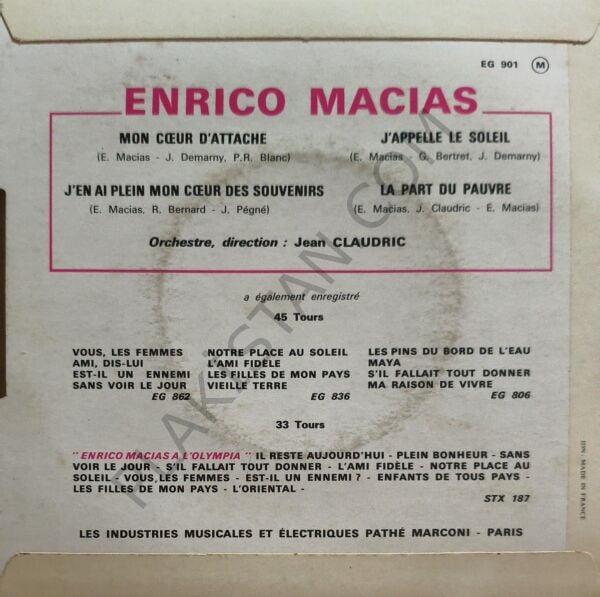 EG 901 M
ENRICO MACIAS
MON CŒUR D'ATTACHE
(E. Macias - J. Demarny, P.R. Blanc)
J'APPELLE LE SOLEIL
(E. Macias - G. Bertret, J. Demarny)
J'EN AI PLEIN MON CŒUR DES SOUVENIRS
(E. Macias, R. Bernard - J. Pégné)
LA PART DU PAUVRE
(E. Macias, J. Claudric - E. Macias)
Orchestre, direction : Jean CLAUDRIC
a également enregistré
45 Tours
VOUS, LES FEMMES
AMI, DIS-LUI
EST-IL UN ENNEMI
SANS VOIR LE JOUR
EG 862
NOTRE PLACE AU SOLEIL
L'AMI FIDÈLE
LES FILLES DE MON PAYS
VIEILLE TERRE
EG 836
LES PINS DU BORD DE L'EAU
MAYA
S'IL FALLAIT TOUT DONNER
MA RAISON DE VIVRE
EG 806
33 Tours
" ENRICO MACIAS A L'OLYMPIA " IL RESTE AUJOURD'HUI - PLEIN BONHEUR - SANS
VOIR LE JOUR - S'IL FALLAIT TOUT DONNER - L'AMI FIDÈLE - NOTRE PLACE AU
SOLEIL - VOUS, LES FEMMES - EST-IL UN ENNEMI ? - ENFANTS DE TOUS PAYS -
LES FILLES DE MON PAYS - L'ORIENTAL -
STX 187
LES INDUSTRIES MUSICALES ET ÉLECTRIQUES PATHÉ MARCONI - PARIS
MADE IN FRANCE